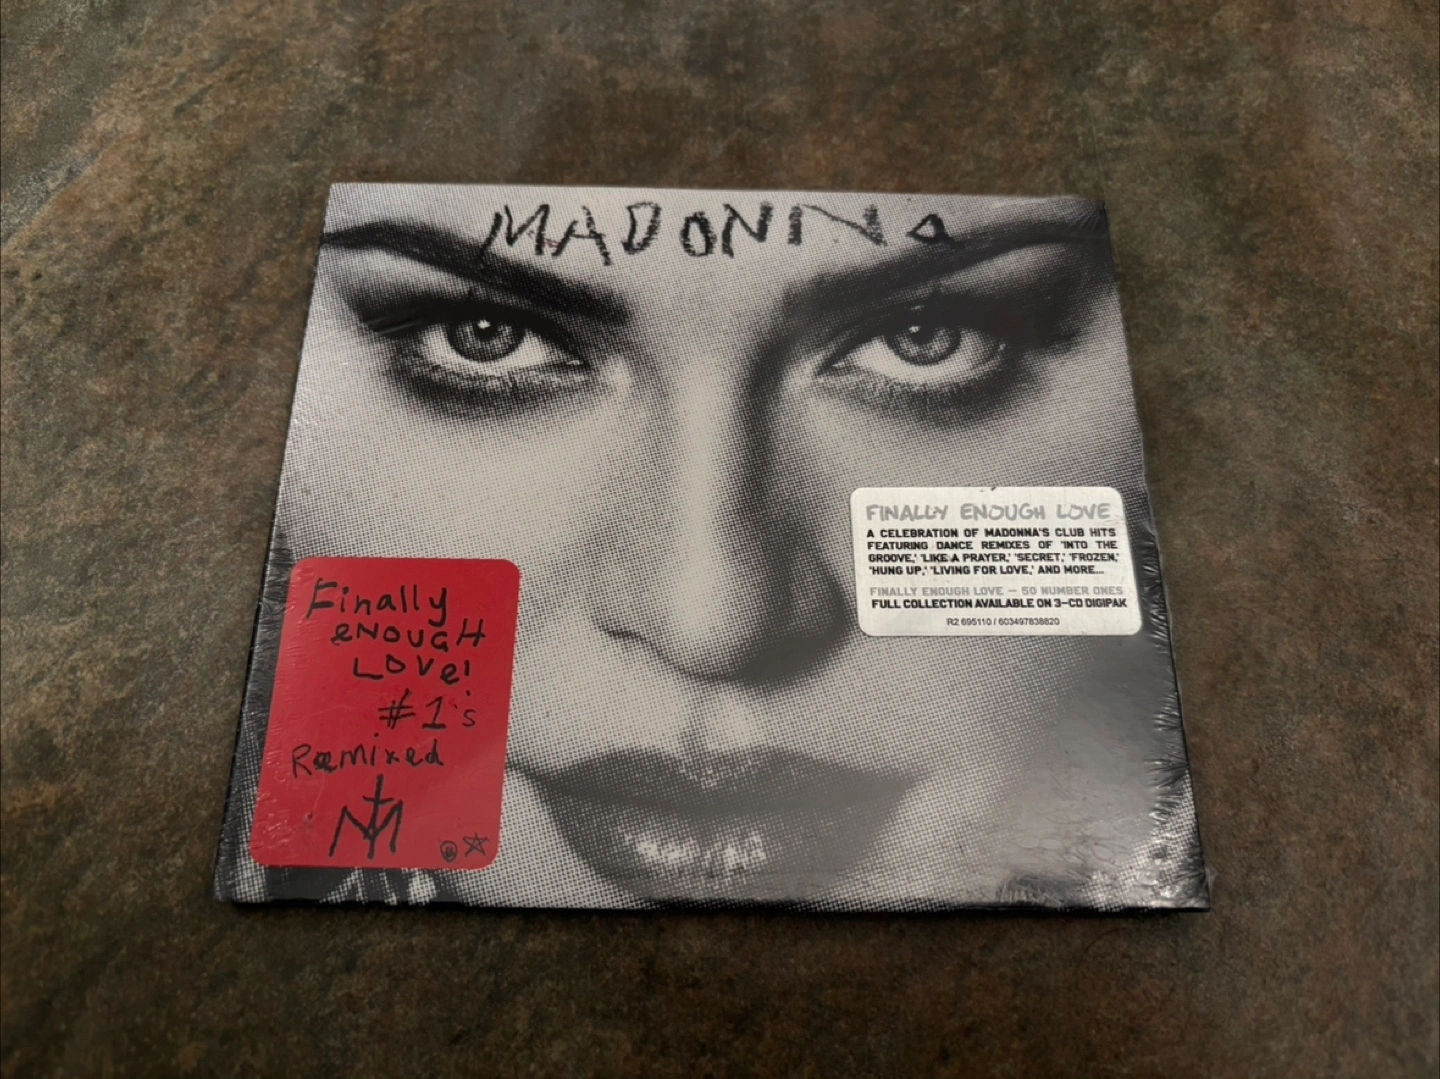 MADONNa
FINALLY ENOUGH LOVE
A CELEBRATION OF MADONNA'S CLUB HITS
FEATURING DANCE REMIXES OF 'INTO THE
GROOVE,' 'LIKE A PRAYER,' 'SECRET,' 'FROZEN,'
'HUNG UP,' 'LIVING FOR LOVE,' AND MORE...
FINALLY ENOUGH LOVE — 50 NUMBER ONES
FULL COLLECTION AVAILABLE ON 3-CD DIGIPAK
R2 695110 / 603497838820
Finally
eNOUGH
LOVe!
#1's
Remixed
M